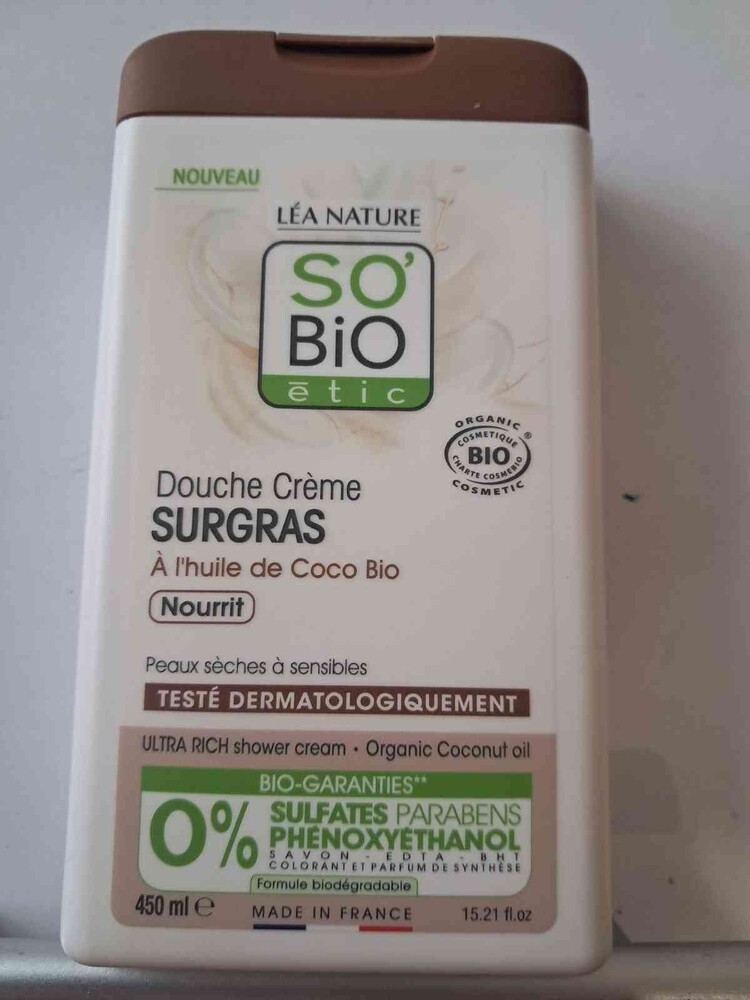 NOUVEAU
LÉA NATURE
SO'
BiO
ētic
ORGANIC
COSMETIQUE
BIO
CHARTE COSMEBIO
COSMETIC
®
Douche Crème
SURGRAS
À l'huile de Coco Bio
Nourrit
Peaux sèches à sensibles
TESTÉ DERMATOLOGIQUEMENT
ULTRA RICH shower cream • Organic Coconut oil
BIO-GARANTIES**
0% SULFATES PARABENS
PHÉNOXYÉTHANOL
SAVON - EDTA - BHT
COLORANT ET PARFUM DE SYNTHÈSE
Formule biodégradable
450 ml ℮ MADE IN FRANCE 15.21 fl.oz